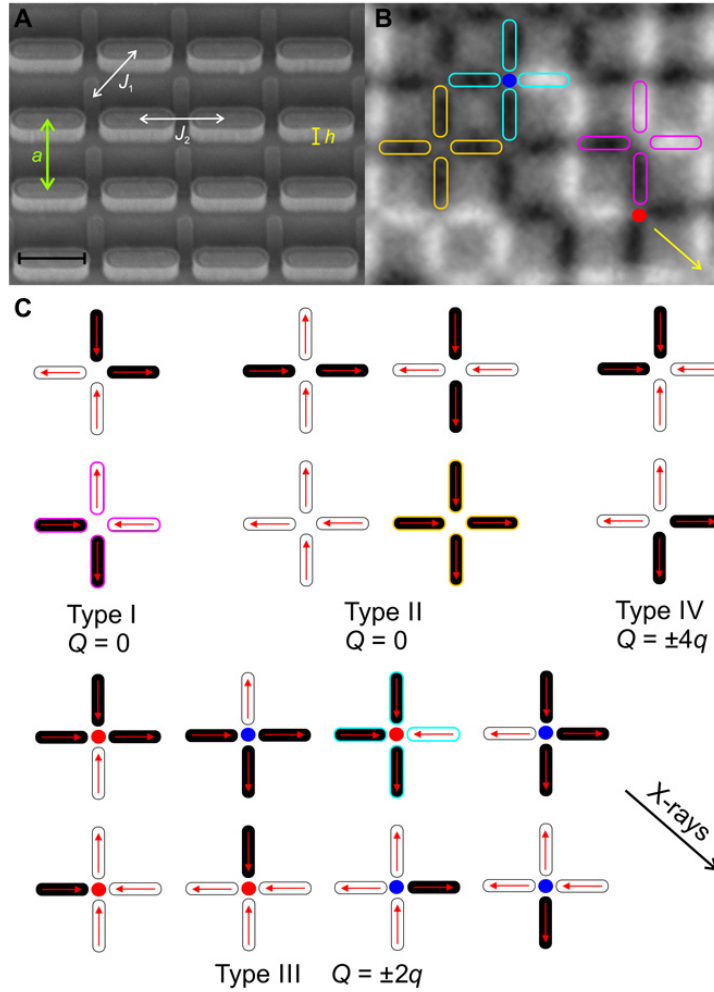 A
J₁
J₂
a
h
B
C
Type I
Q = 0
Type II
Q = 0
Type IV
Q = ±4q
X-rays
Type III Q = ±2q